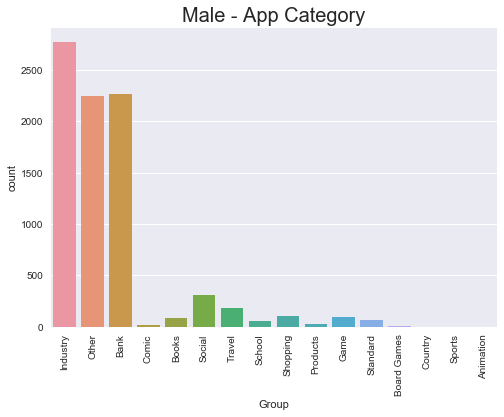 Male - App Category
2500
2000
1500
1000
500
0
count
Industry
Other
Bank
Comic
Books
Social
Travel
School
Shopping
Products
Game
Standard
Board Games
Country
Sports
Animation
Group